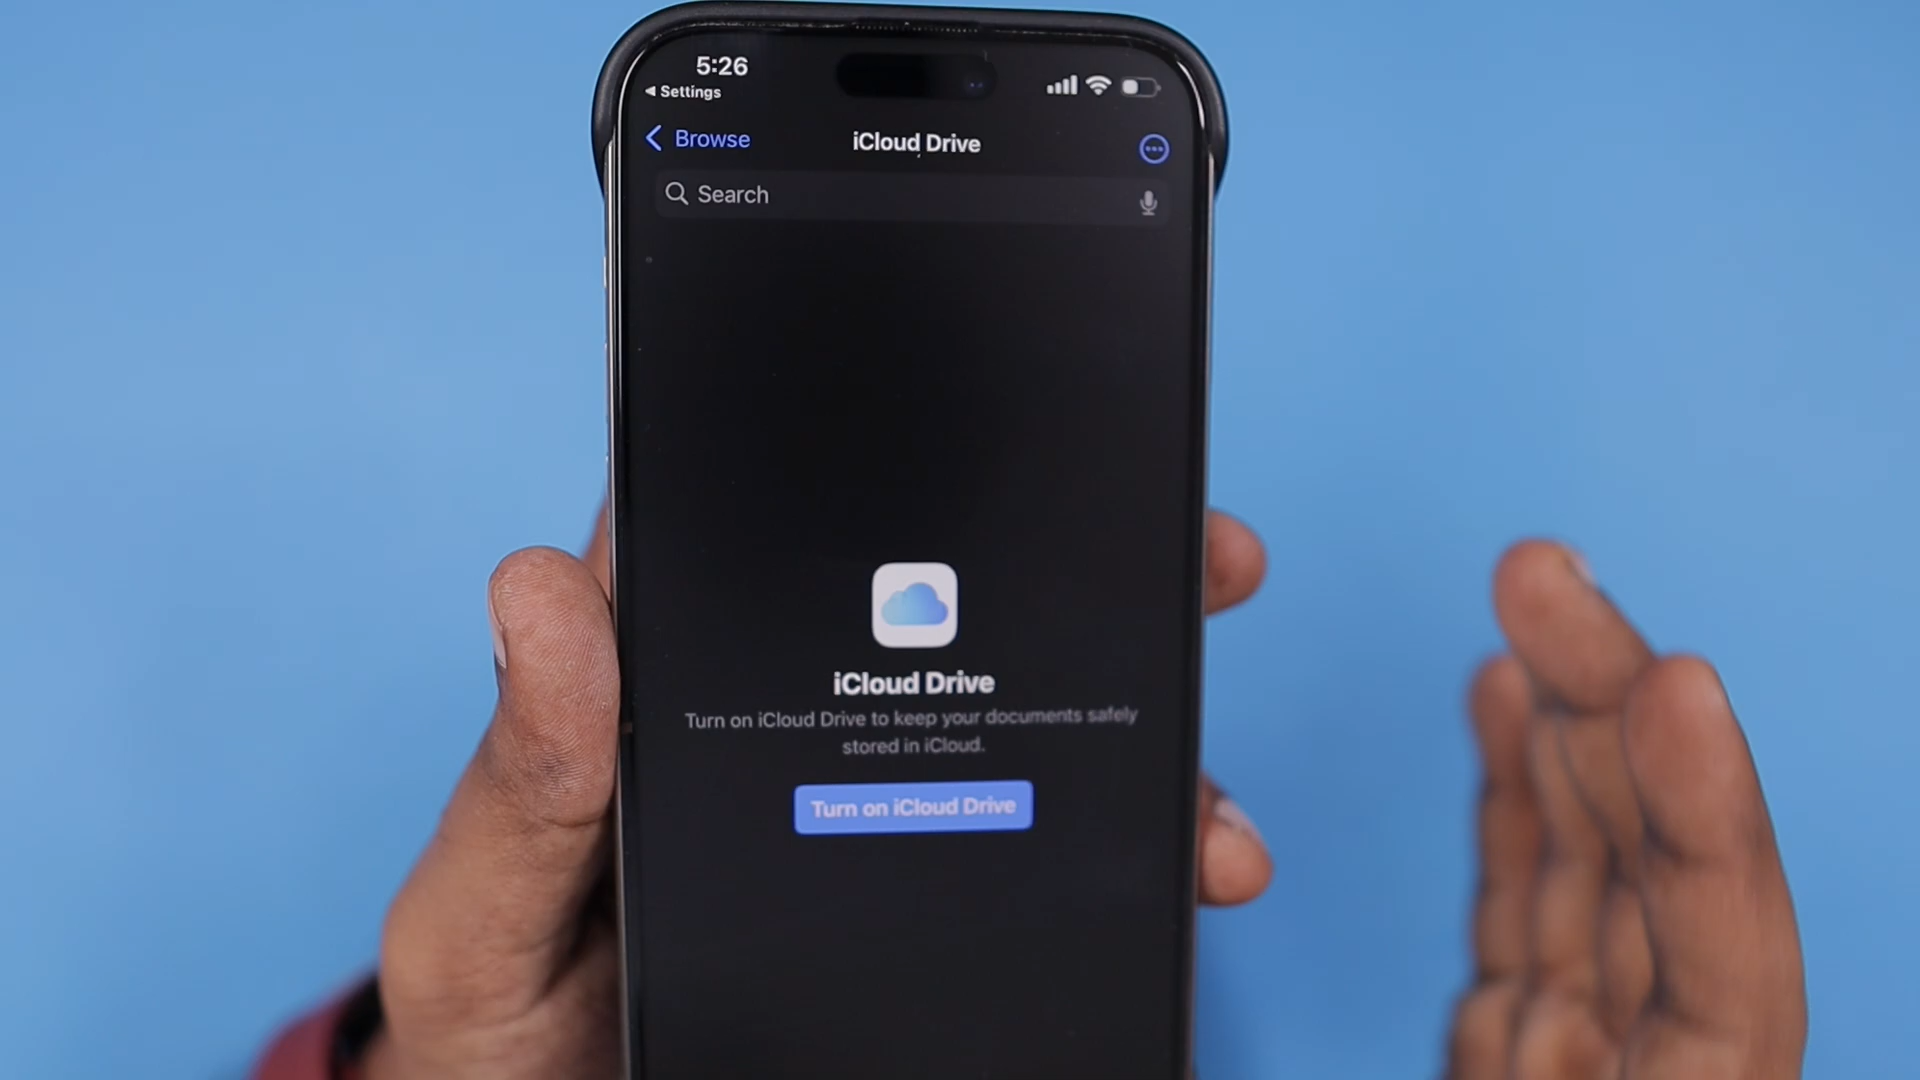 5:26
◀ Settings
Browse
iCloud Drive
Search
iCloud Drive
Turn on iCloud Drive to keep your documents safely
stored in iCloud.
Turn on iCloud Drive